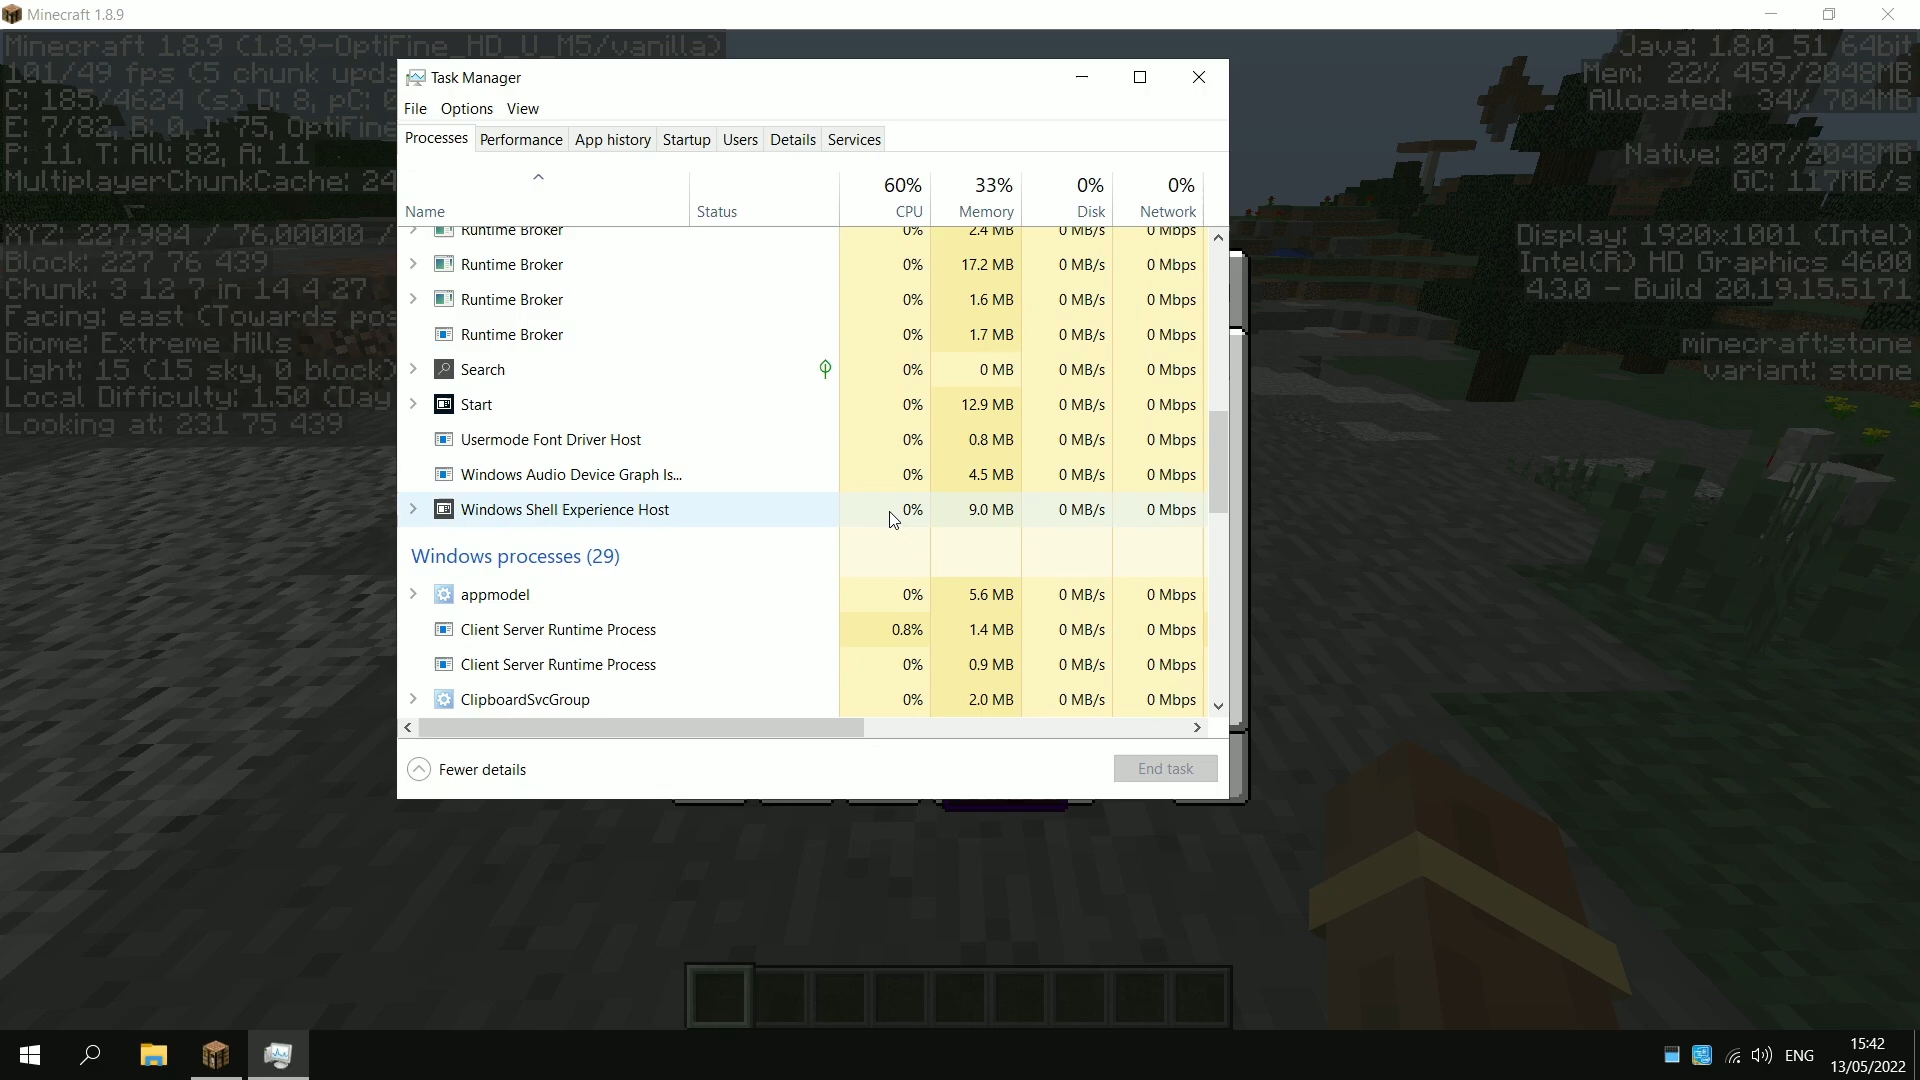 Minecraft 1.8.9
Minecraft 1.8.9 (1.8.9-OptiFine_HD_U_M5/vanilla)
101/49 fps (5 chunk upda
C: 185/4624 (s) D: 8, pC: 0
E: 7/82, B: 0, I: 75, OptiFine
P: 11. T: All: 82, A: 11
MultiplayerChunkCache: 24
XYZ: 227.984 / 76.00000 /
Block: 227 76 439
Chunk: 3 12 7 in 14 4 27
Facing: east (Towards pos
Biome: Extreme Hills
Light: 15 (15 sky, 0 block)
Local Difficulty: 1.50 (Day
Looking at: 231 75 439
Java: 1.8.0_51 64bit
Mem: 22% 459/2048MB
Allocated: 34% 704MB
Native: 207/2048MB
GC: 117MB/s
Display: 1920x1001 (Intel)
Intel(R) HD Graphics 4600
4.3.0 - Build 20.19.15.5171
minecraft:stone
variant: stone
Task Manager
File Options View
Processes Performance App history Startup Users Details Services
60% 33% 0% 0%
Name Status CPU Memory Disk Network
Runtime Broker 0% 2.4 MB 0 MB/s 0 Mbps
Runtime Broker 0% 17.2 MB 0 MB/s 0 Mbps
Runtime Broker 0% 1.6 MB 0 MB/s 0 Mbps
Runtime Broker 0% 1.7 MB 0 MB/s 0 Mbps
Search 0% 0 MB 0 MB/s 0 Mbps
Start 0% 12.9 MB 0 MB/s 0 Mbps
Usermode Font Driver Host 0% 0.8 MB 0 MB/s 0 Mbps
Windows Audio Device Graph Is... 0% 4.5 MB 0 MB/s 0 Mbps
Windows Shell Experience Host 0% 9.0 MB 0 MB/s 0 Mbps
Windows processes (29)
appmodel 0% 5.6 MB 0 MB/s 0 Mbps
Client Server Runtime Process 0.8% 1.4 MB 0 MB/s 0 Mbps
Client Server Runtime Process 0% 0.9 MB 0 MB/s 0 Mbps
ClipboardSvcGroup 0% 2.0 MB 0 MB/s 0 Mbps
Fewer details
End task
ENG
15:42
13/05/2022